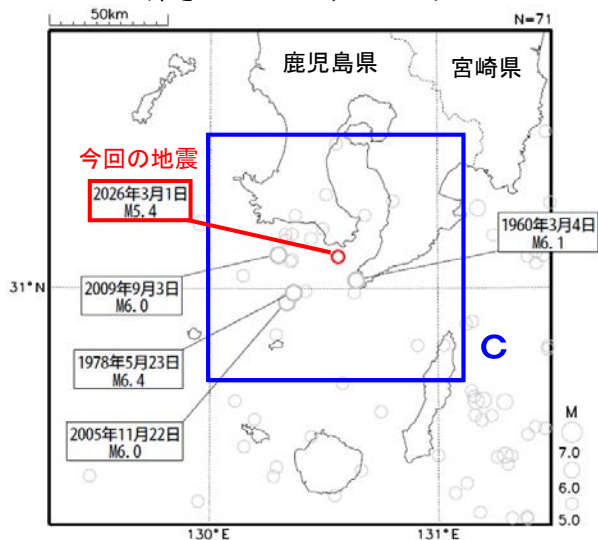 50km
N=71
鹿児島県
宮崎県
今回の地震
2026年3月1日
M5.4
1960年3月4日
M6.1
2009年9月3日
M6.0
31°N
1978年5月23日
M6.4
C
2005年11月22日
M6.0
M
7.0
6.0
5.0
130°E
131°E